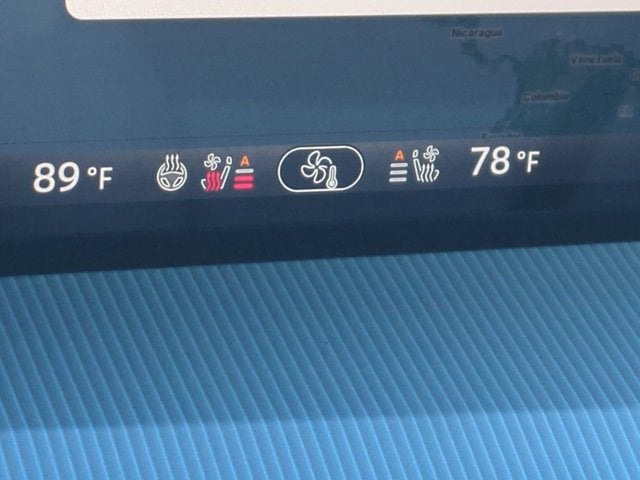 Nicaragua
Venezuela
Colombia
89 °F
A
A
78 °F